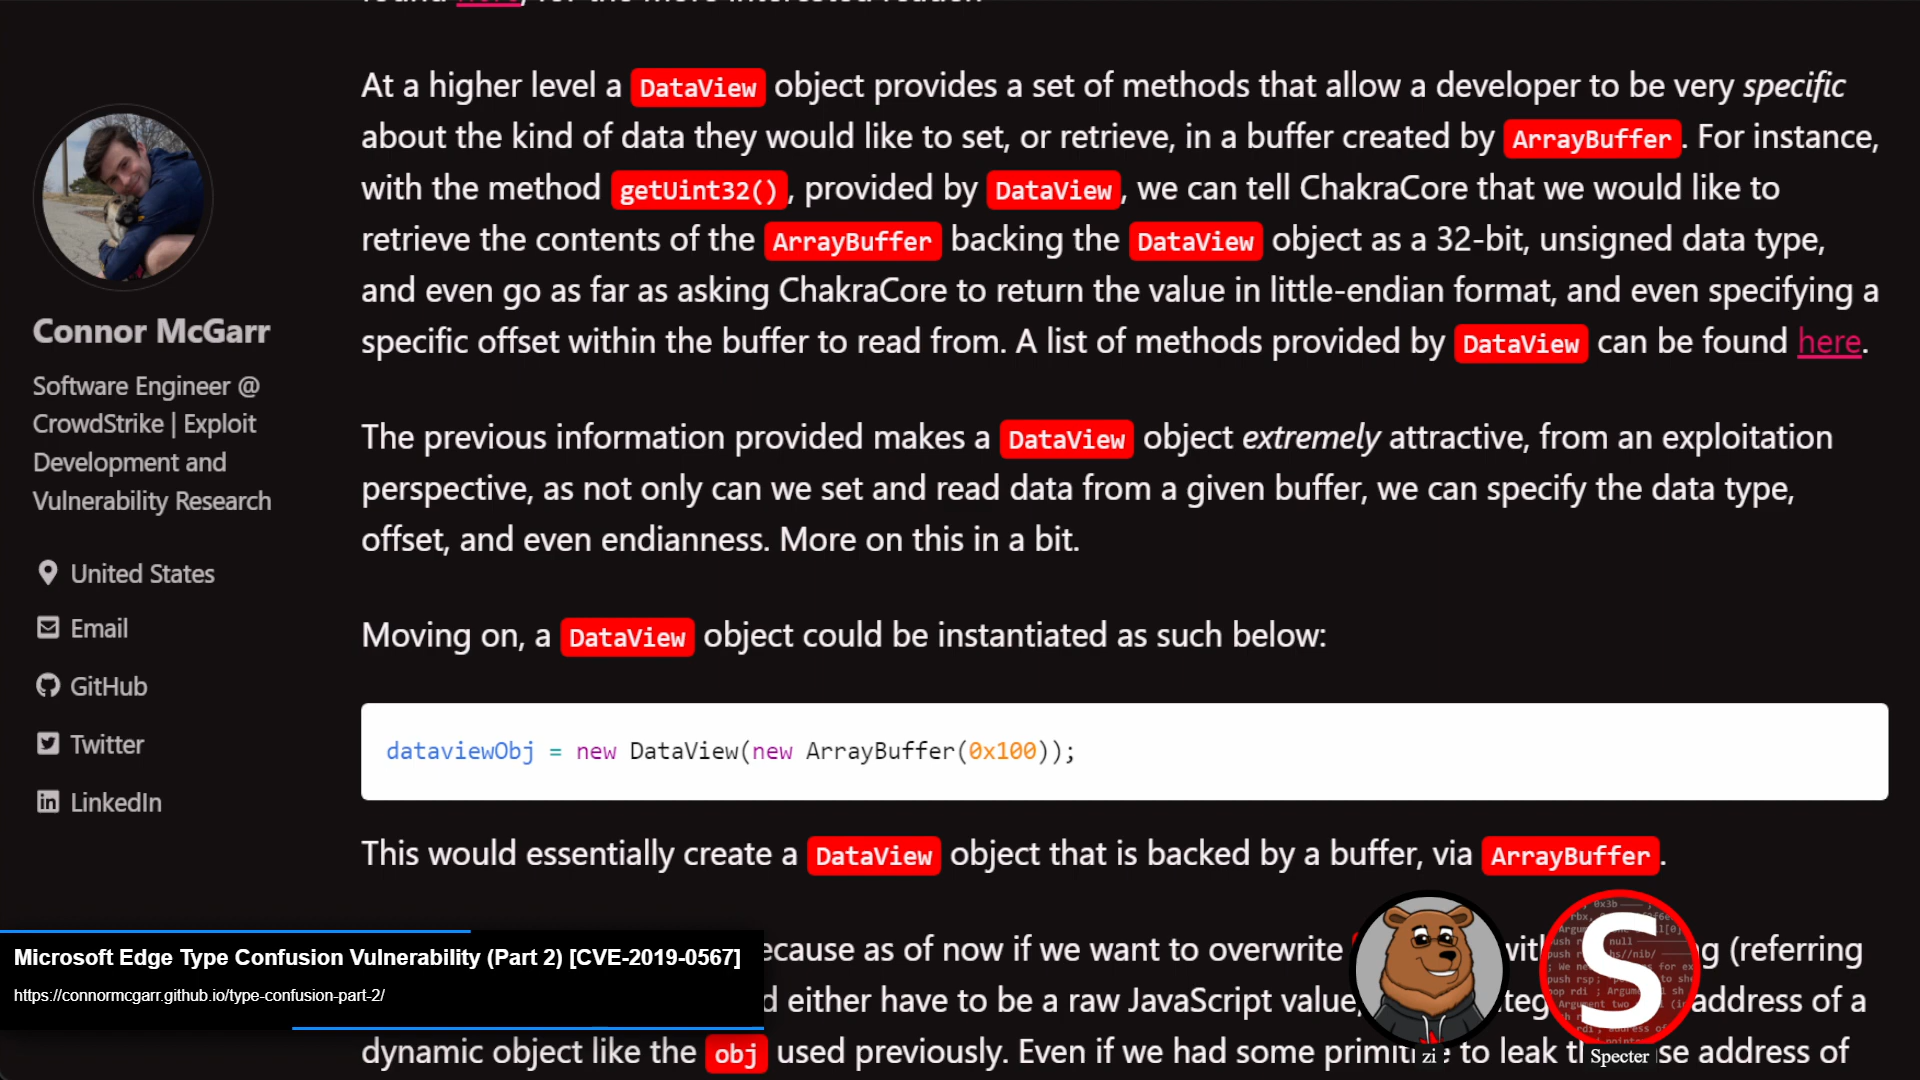 At a higher level a DataView object provides a set of methods that allow a developer to be very specific
about the kind of data they would like to set, or retrieve, in a buffer created by ArrayBuffer. For instance,
with the method getUint32(), provided by DataView, we can tell ChakraCore that we would like to
retrieve the contents of the ArrayBuffer backing the DataView object as a 32-bit, unsigned data type,
and even go as far as asking ChakraCore to return the value in little-endian format, and even specifying a
specific offset within the buffer to read from. A list of methods provided by DataView can be found here.
Connor McGarr
Software Engineer @
CrowdStrike | Exploit
Development and
Vulnerability Research
United States
Email
GitHub
Twitter
LinkedIn
The previous information provided makes a DataView object extremely attractive, from an exploitation
perspective, as not only can we set and read data from a given buffer, we can specify the data type,
offset, and even endianness. More on this in a bit.
Moving on, a DataView object could be instantiated as such below:
dataviewObj = new DataView(new ArrayBuffer(0x100));
This would essentially create a DataView object that is backed by a buffer, via ArrayBuffer.
ecause as of now if we want to overwrite (referring
either have to be a raw JavaScript value, address of a
dynamic object like the obj used previously. Even if we had some to leak address of
Microsoft Edge Type Confusion Vulnerability (Part 2) [CVE-2019-0567]
https://connormcgarr.github.io/type-confusion-part-2/
zi
S
Specter